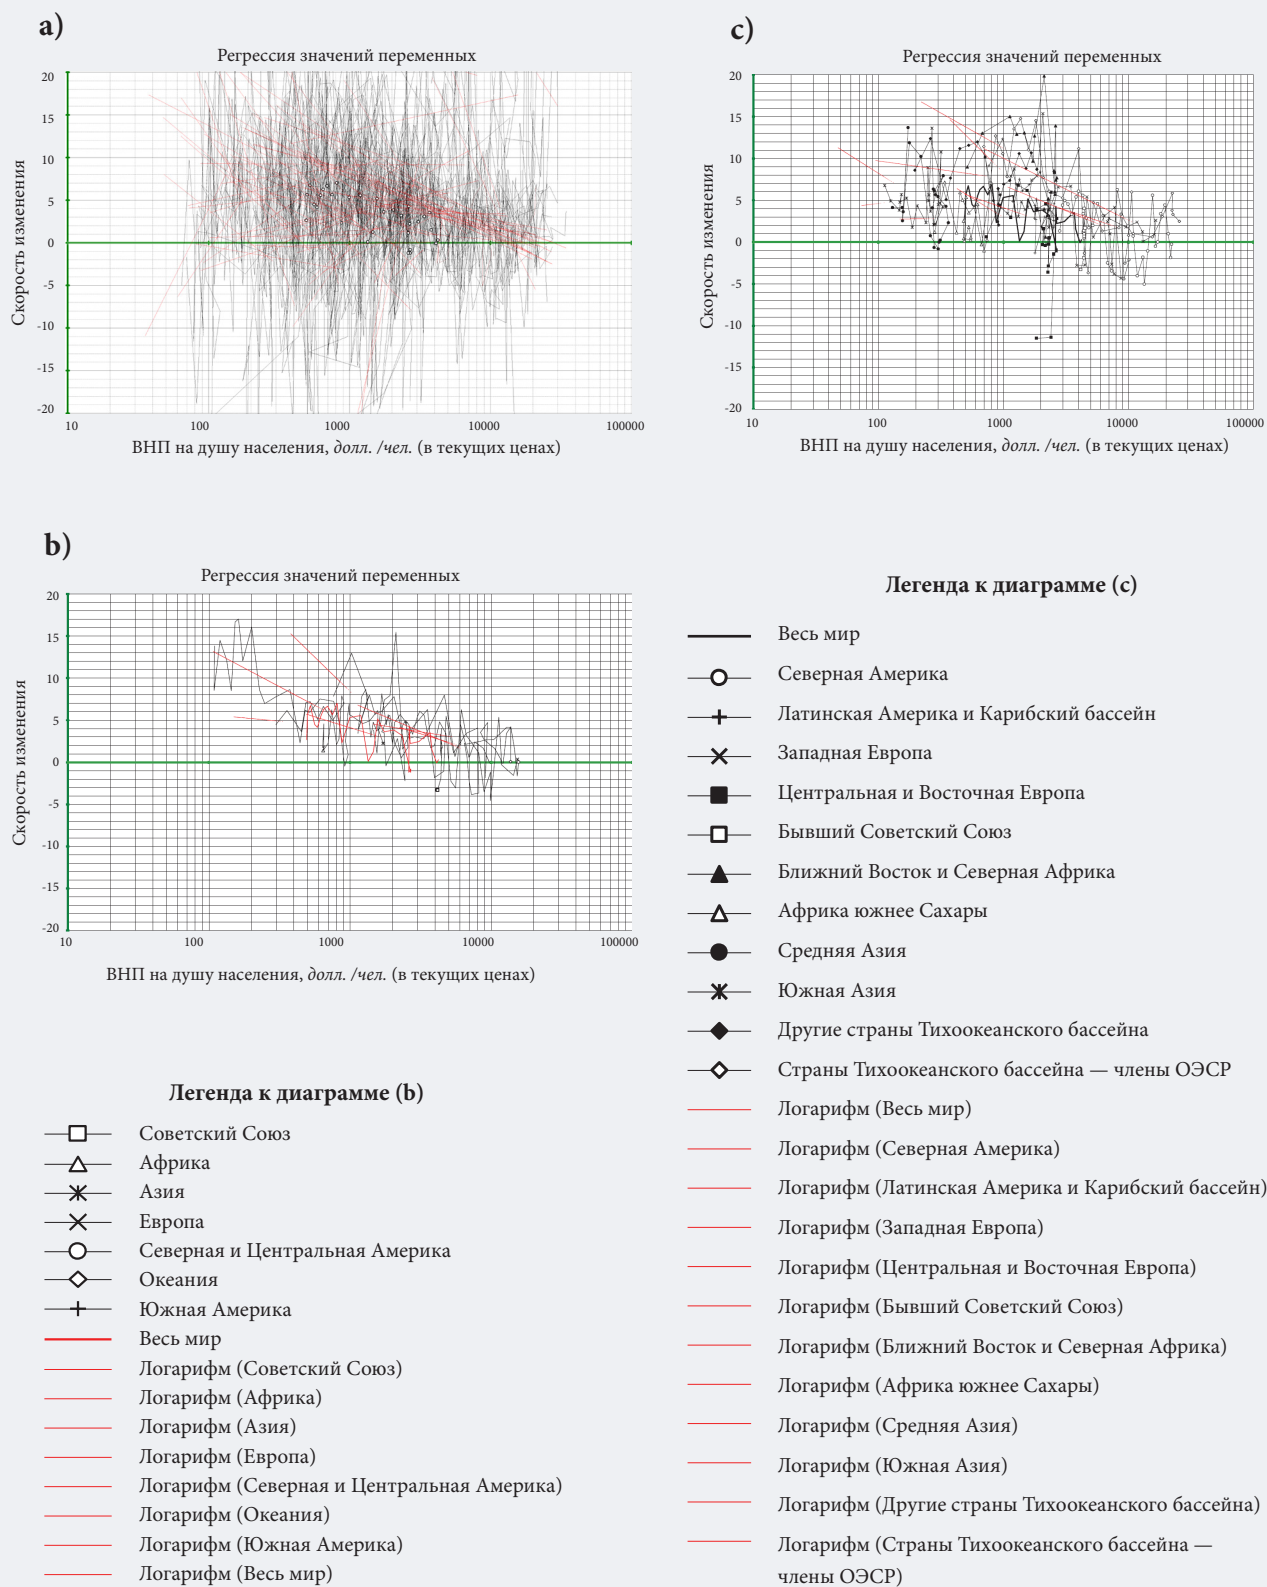 a)
Регрессия значений переменных
20
15
10
5
0
-5
-10
-15
-20
10
100
1000
10000
100000
Скорость изменения
ВНП на душу населения, долл. /чел. (в текущих ценах)
c)
Регрессия значений переменных
20
15
10
5
0
-5
-10
-15
-20
10
100
1000
10000
100000
Скорость изменения
ВНП на душу населения, долл. /чел. (в текущих ценах)
b)
Регрессия значений переменных
20
15
10
5
0
-5
-10
-15
-20
10
100
1000
10000
100000
Скорость изменения
ВНП на душу населения, долл. /чел. (в текущих ценах)
Легенда к диаграмме (b)
Советский Союз
Африка
Азия
Европа
Северная и Центральная Америка
Океания
Южная Америка
Весь мир
Логарифм (Советский Союз)
Логарифм (Африка)
Логарифм (Азия)
Логарифм (Европа)
Логарифм (Северная и Центральная Америка)
Логарифм (Океания)
Логарифм (Южная Америка)
Логарифм (Весь мир)
Легенда к диаграмме (c)
Весь мир
Северная Америка
Латинская Америка и Карибский бассейн
Западная Европа
Центральная и Восточная Европа
Бывший Советский Союз
Ближний Восток и Северная Африка
Африка южнее Сахары
Средняя Азия
Южная Азия
Другие страны Тихоокеанского бассейна
Страны Тихоокеанского бассейна — члены ОЭСР
Логарифм (Весь мир)
Логарифм (Северная Америка)
Логарифм (Латинская Америка и Карибский бассейн)
Логарифм (Западная Европа)
Логарифм (Центральная и Восточная Европа)
Логарифм (Бывший Советский Союз)
Логарифм (Ближний Восток и Северная Африка)
Логарифм (Африка южнее Сахары)
Логарифм (Средняя Азия)
Логарифм (Южная Азия)
Логарифм (Другие страны Тихоокеанского бассейна)
Логарифм (Страны Тихоокеанского бассейна —
члены ОЭСР)